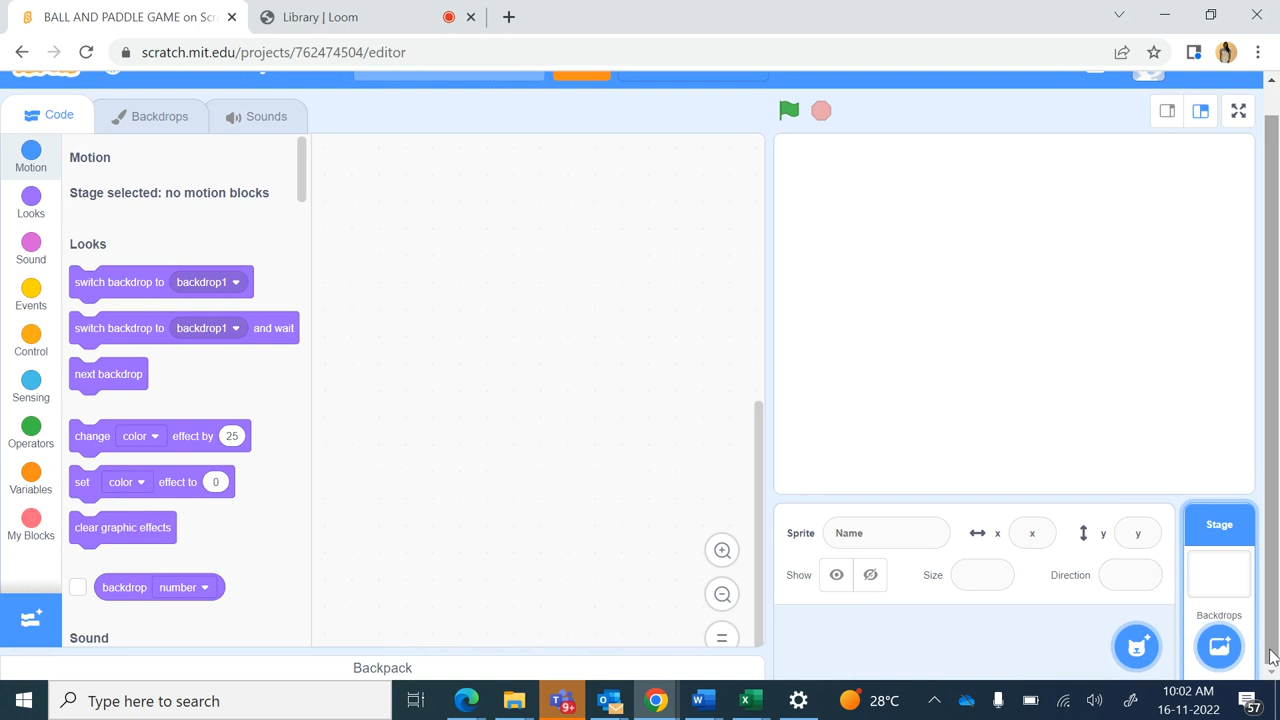 BALL AND PADDLE GAME on Scr
Library | Loom
scratch.mit.edu/projects/762474504/editor
Code
Backdrops
Sounds
Motion
Looks
Sound
Events
Control
Sensing
Operators
Variables
My Blocks
Motion
Stage selected: no motion blocks
Looks
switch backdrop to backdrop1
switch backdrop to backdrop1 and wait
next backdrop
change color effect by 25
set color effect to 0
clear graphic effects
backdrop number
Sound
Backpack
Sprite Name x x y y
Show Size Direction
Stage
Backdrops
Type here to search
9+
28°C
10:02 AM
16-11-2022
57